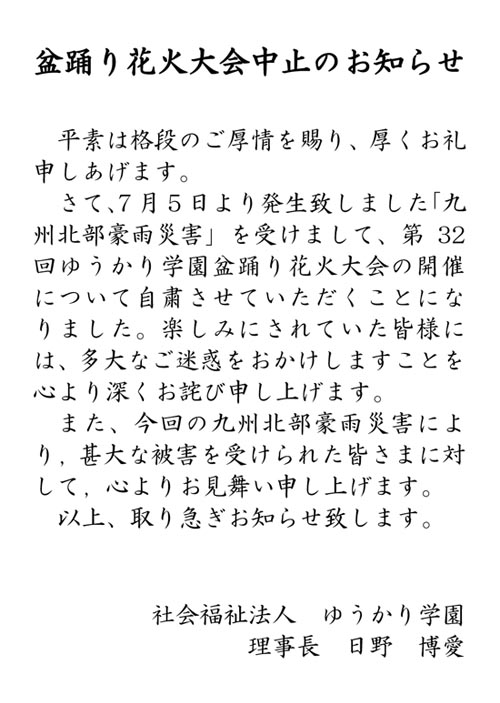 盆踊り花火大会中止のお知らせ
　平素は格段のご厚情を賜り、厚くお礼
申しあげます。
　さて、7月5日より発生致しました「九
州北部豪雨災害」を受けまして、第 32
回ゆうかり学園盆踊り花火大会の開催
について自粛させていただくことにな
りました。楽しみにされていた皆様に
は、多大なご迷惑をおかけしますことを
心より深くお詫び申し上げます。
　また、今回の九州北部豪雨災害によ
り，甚大な被害を受けられた皆さまに対
して，心よりお見舞い申し上げます。
　以上、取り急ぎお知らせ致します。
社会福祉法人　ゆうかり学園
理事長　日野　博愛